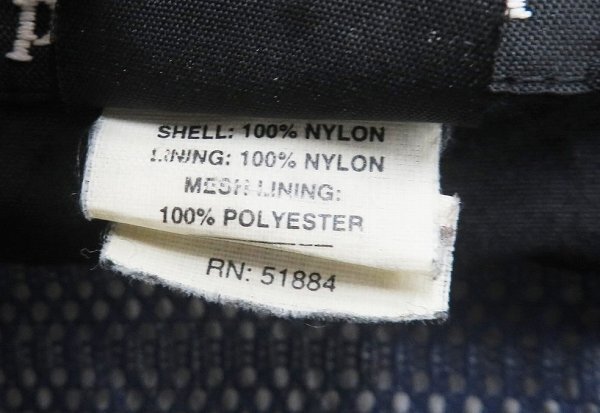 SHELL: 100% NYLON
LINING: 100% NYLON
MESH LINING:
100% POLYESTER
RN: 51884